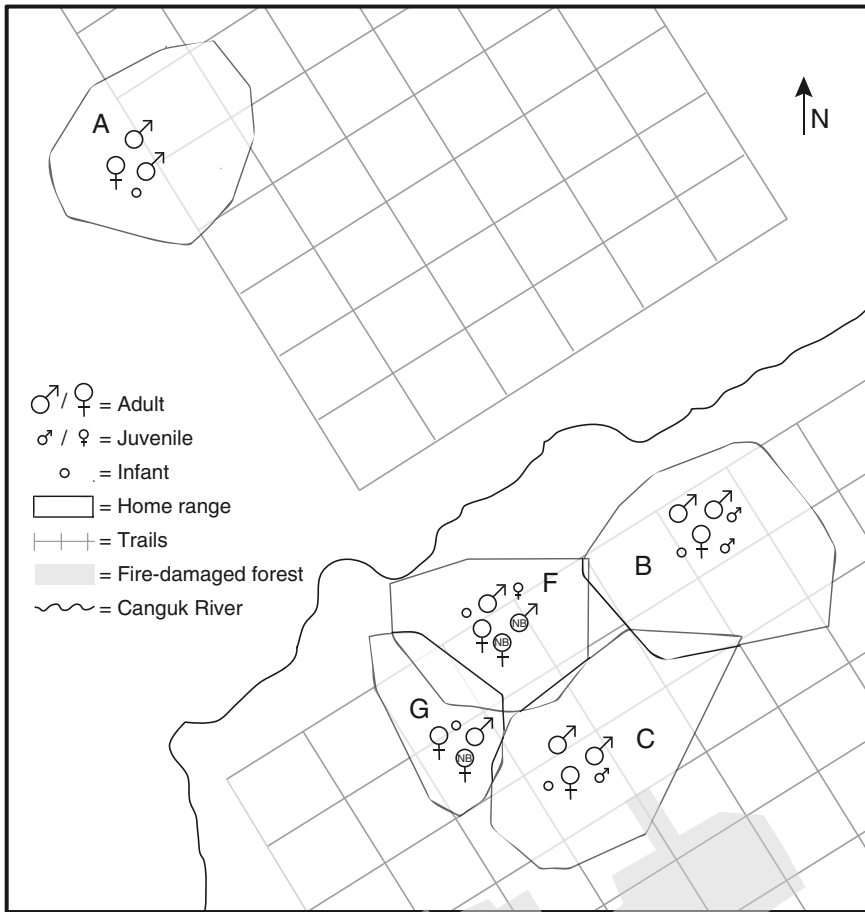 A
N
♂ / ♀ = Adult
♂ / ♀ = Juvenile
= Infant
= Home range
= Trails
= Fire-damaged forest
= Canguk River
B
F
NB
NB
G
NB
C